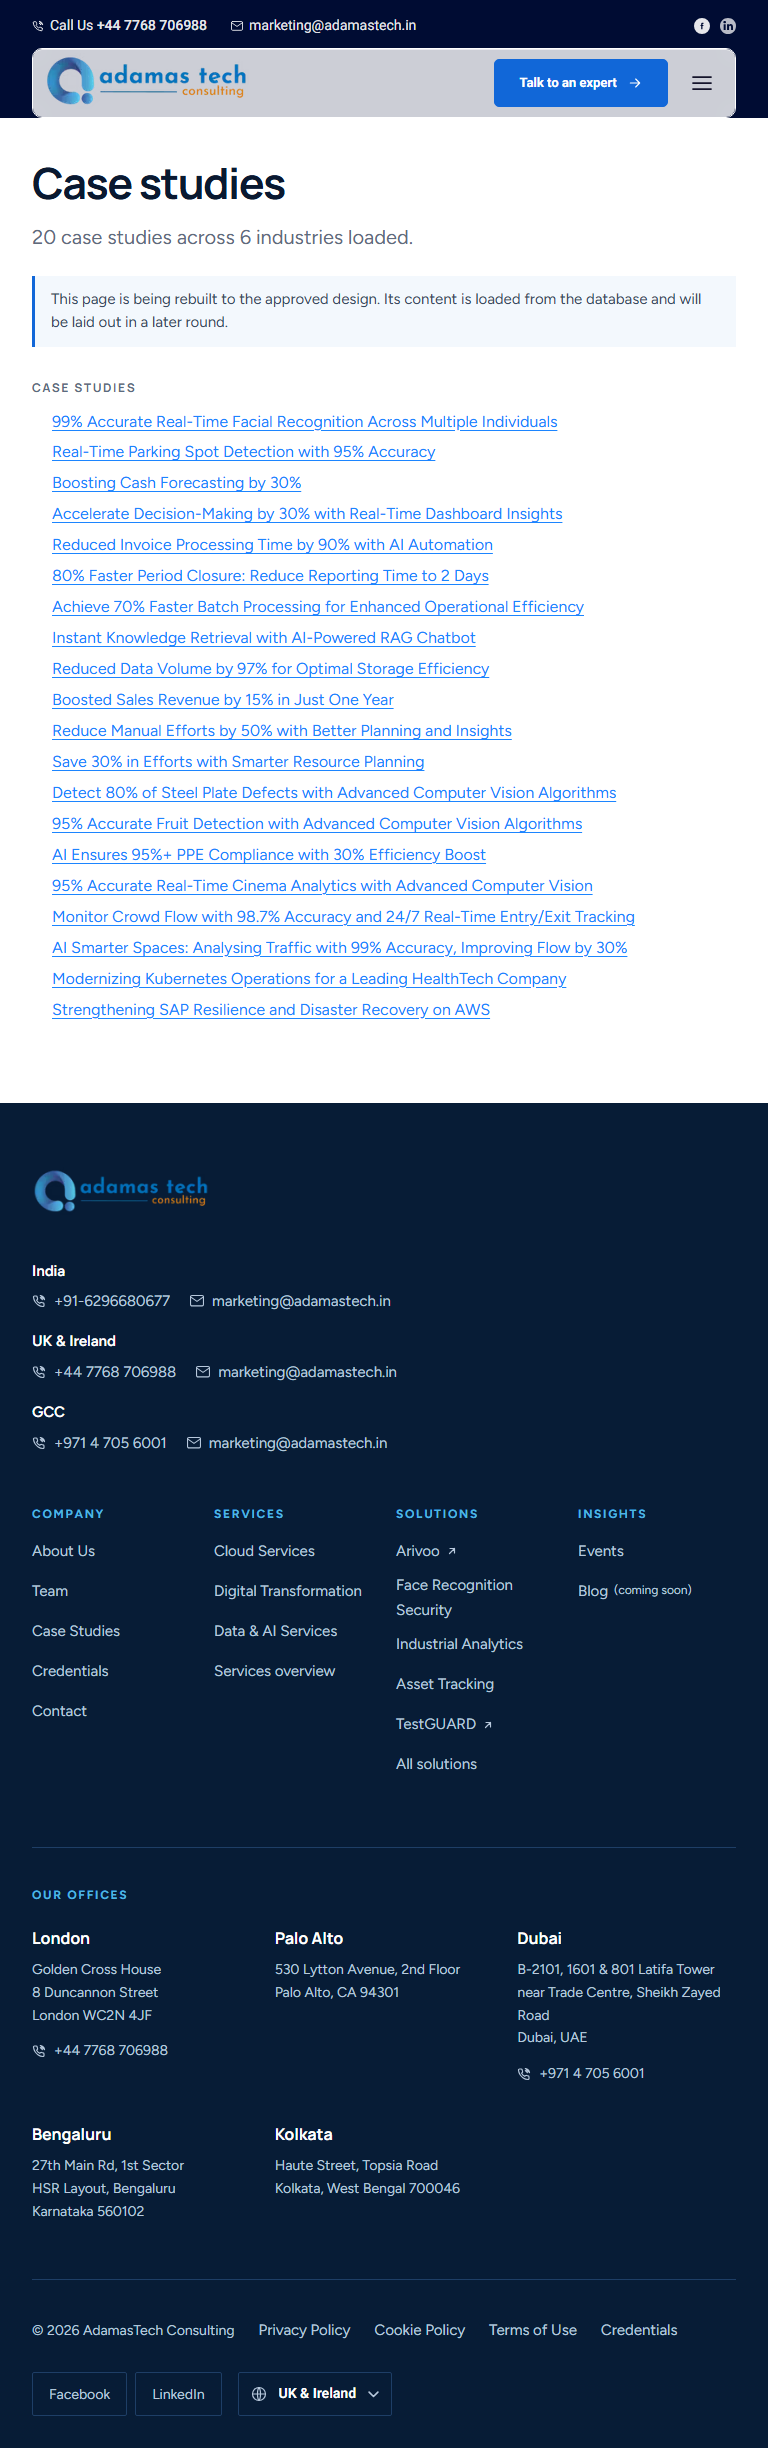 Call Us +44 7768 706988 marketing@adamastech.in
adamas tech
consulting
Talk to an expert
Case studies
20 case studies across 6 industries loaded.
This page is being rebuilt to the approved design. Its content is loaded from the database and will
be laid out in a later round.
CASE STUDIES
99% Accurate Real-Time Facial Recognition Across Multiple Individuals
Real-Time Parking Spot Detection with 95% Accuracy
Boosting Cash Forecasting by 30%
Accelerate Decision-Making by 30% with Real-Time Dashboard Insights
Reduced Invoice Processing Time by 90% with AI Automation
80% Faster Period Closure: Reduce Reporting Time to 2 Days
Achieve 70% Faster Batch Processing for Enhanced Operational Efficiency
Instant Knowledge Retrieval with AI-Powered RAG Chatbot
Reduced Data Volume by 97% for Optimal Storage Efficiency
Boosted Sales Revenue by 15% in Just One Year
Reduce Manual Efforts by 50% with Better Planning and Insights
Save 30% in Efforts with Smarter Resource Planning
Detect 80% of Steel Plate Defects with Advanced Computer Vision Algorithms
95% Accurate Fruit Detection with Advanced Computer Vision Algorithms
AI Ensures 95%+ PPE Compliance with 30% Efficiency Boost
95% Accurate Real-Time Cinema Analytics with Advanced Computer Vision
Monitor Crowd Flow with 98.7% Accuracy and 24/7 Real-Time Entry/Exit Tracking
AI Smarter Spaces: Analysing Traffic with 99% Accuracy, Improving Flow by 30%
Modernizing Kubernetes Operations for a Leading HealthTech Company
Strengthening SAP Resilience and Disaster Recovery on AWS
adamas tech
consulting
India
+91-6296680677 marketing@adamastech.in
UK & Ireland
+44 7768 706988 marketing@adamastech.in
GCC
+971 4 705 6001 marketing@adamastech.in
COMPANY
About Us
Team
Case Studies
Credentials
Contact
SERVICES
Cloud Services
Digital Transformation
Data & AI Services
Services overview
SOLUTIONS
Arivoo
Face Recognition
Security
Industrial Analytics
Asset Tracking
TestGUARD
All solutions
INSIGHTS
Events
Blog (coming soon)
OUR OFFICES
London
Golden Cross House
8 Duncannon Street
London WC2N 4JF
+44 7768 706988
Palo Alto
530 Lytton Avenue, 2nd Floor
Palo Alto, CA 94301
Dubai
B-2101, 1601 & 801 Latifa Tower
near Trade Centre, Sheikh Zayed
Road
Dubai, UAE
+971 4 705 6001
Bengaluru
27th Main Rd, 1st Sector
HSR Layout, Bengaluru
Karnataka 560102
Kolkata
Haute Street, Topsia Road
Kolkata, West Bengal 700046
© 2026 AdamasTech Consulting Privacy Policy Cookie Policy Terms of Use Credentials
Facebook LinkedIn UK & Ireland